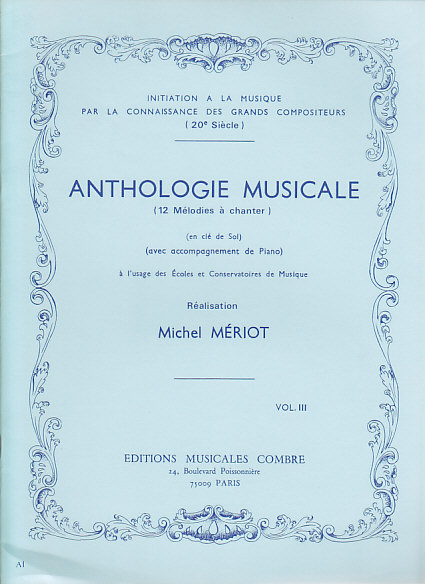 INITIATION A LA MUSIQUE
PAR LA CONNAISSANCE DES GRANDS COMPOSITEURS
(20e Siècle)
ANTHOLOGIE MUSICALE
(12 Mélodies à chanter)
(en clé de Sol)
(avec accompagnement de Piano)
à l'usage des Écoles et Conservatoires de Musique
Réalisation
Michel MÉRIOT
VOL. III
EDITIONS MUSICALES COMBRE
24, Boulevard Poissonnière
75009 PARIS
AI